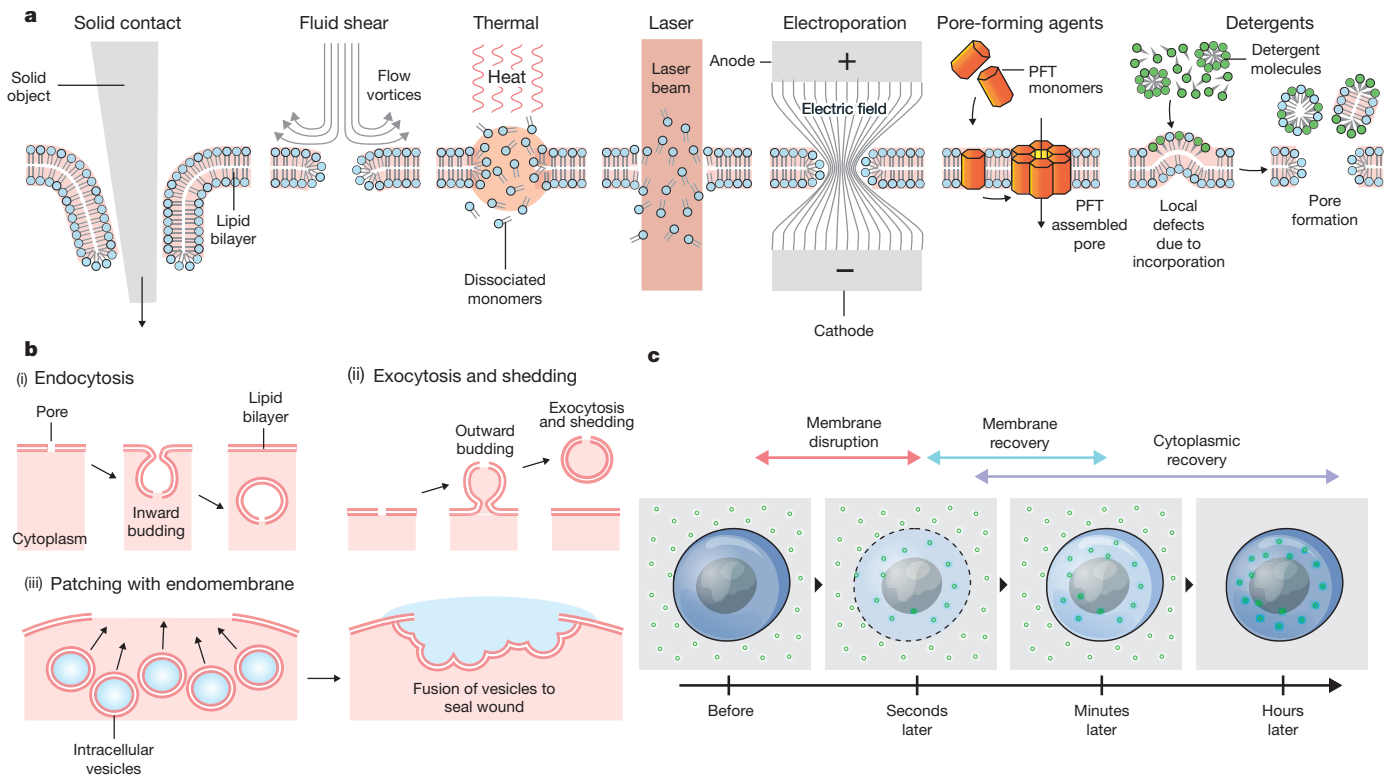 a
Solid contact
Fluid shear
Thermal
Laser
Electroporation
Pore-forming agents
Detergents
Solid
object
Lipid
bilayer
Flow
vortices
Heat
Dissociated
monomers
Laser
beam
Anode
+
Electric field
−
Cathode
PFT
monomers
PFT
assembled
pore
Detergent
molecules
Local
defects
due to
incorporation
Pore
formation
b
(i) Endocytosis
Pore
Lipid
bilayer
Inward
budding
Cytoplasm
(ii) Exocytosis and shedding
Outward
budding
Exocytosis
and shedding
(iii) Patching with endomembrane
Intracellular
vesicles
Fusion of vesicles to
seal wound
c
Membrane
disruption
Membrane
recovery
Cytoplasmic
recovery
Before
Seconds
later
Minutes
later
Hours
later